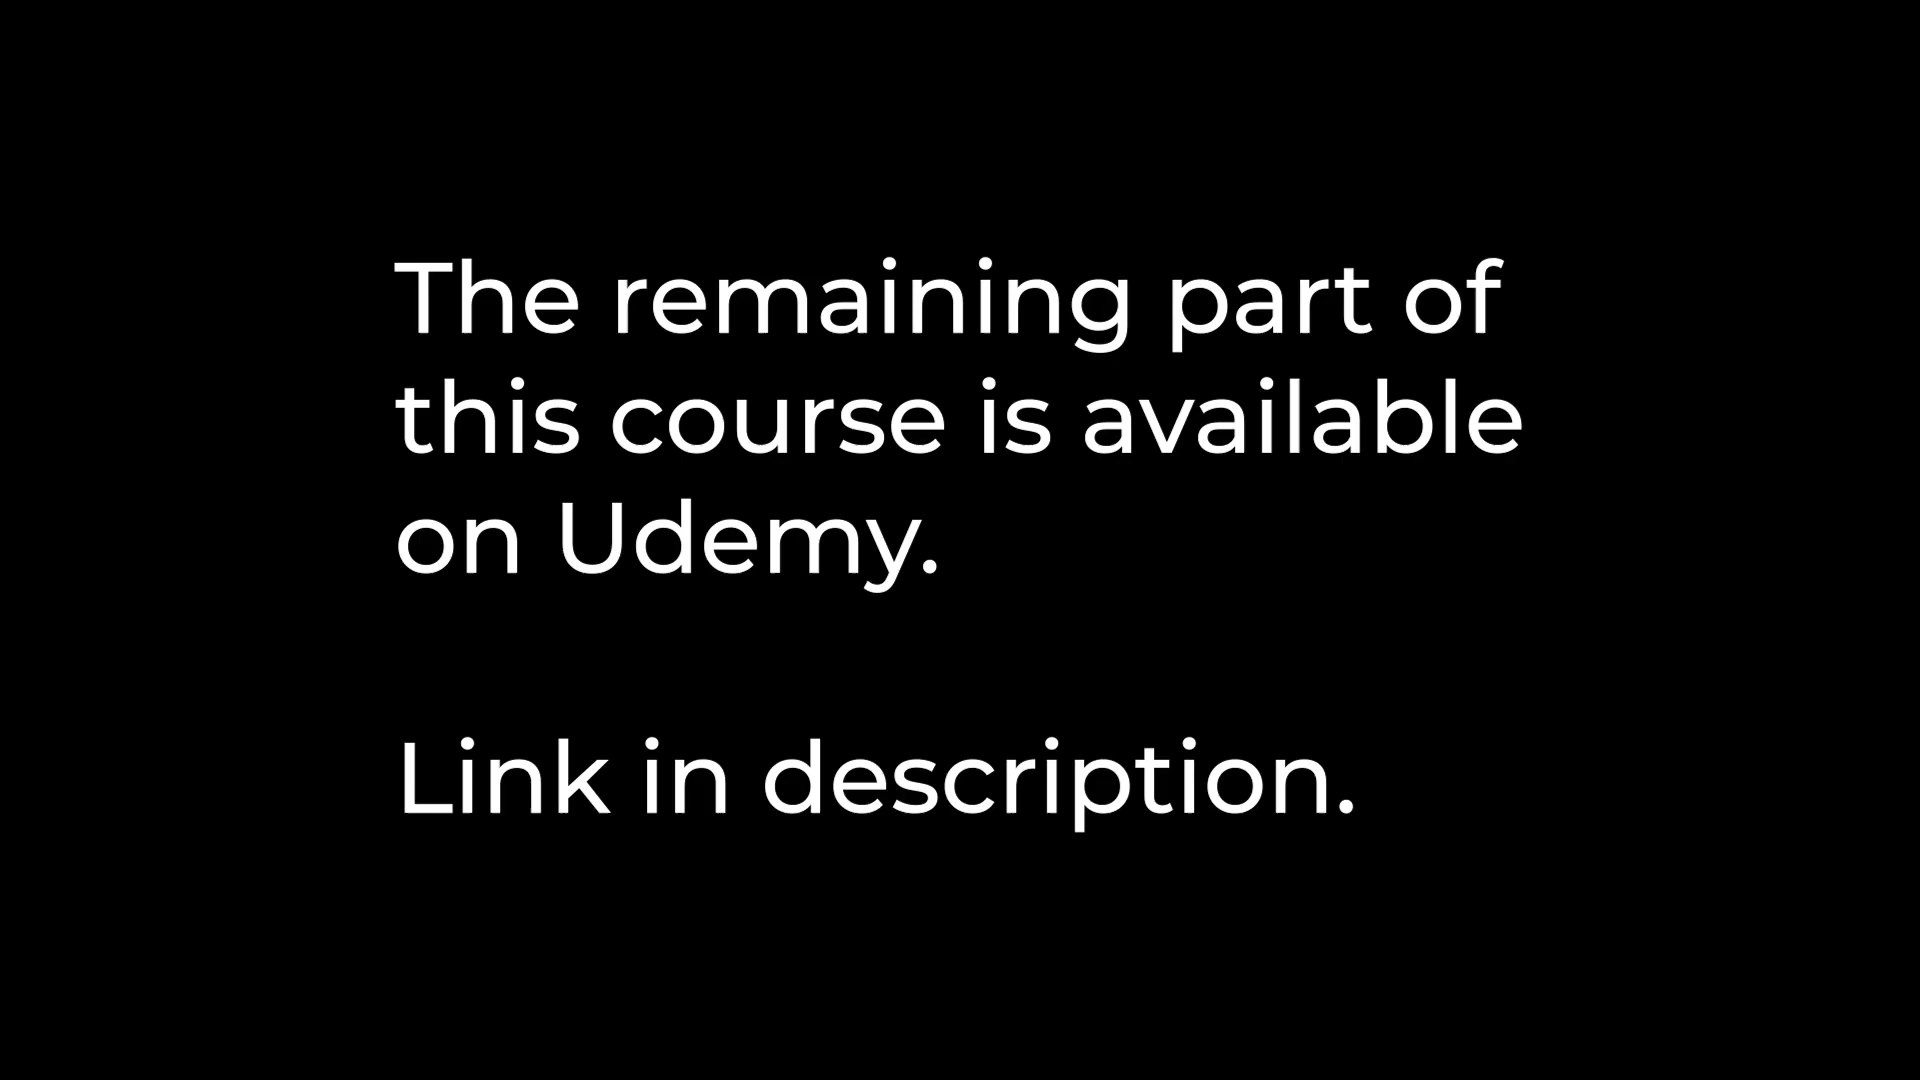 The remaining part of
this course is available
on Udemy.
Link in description.